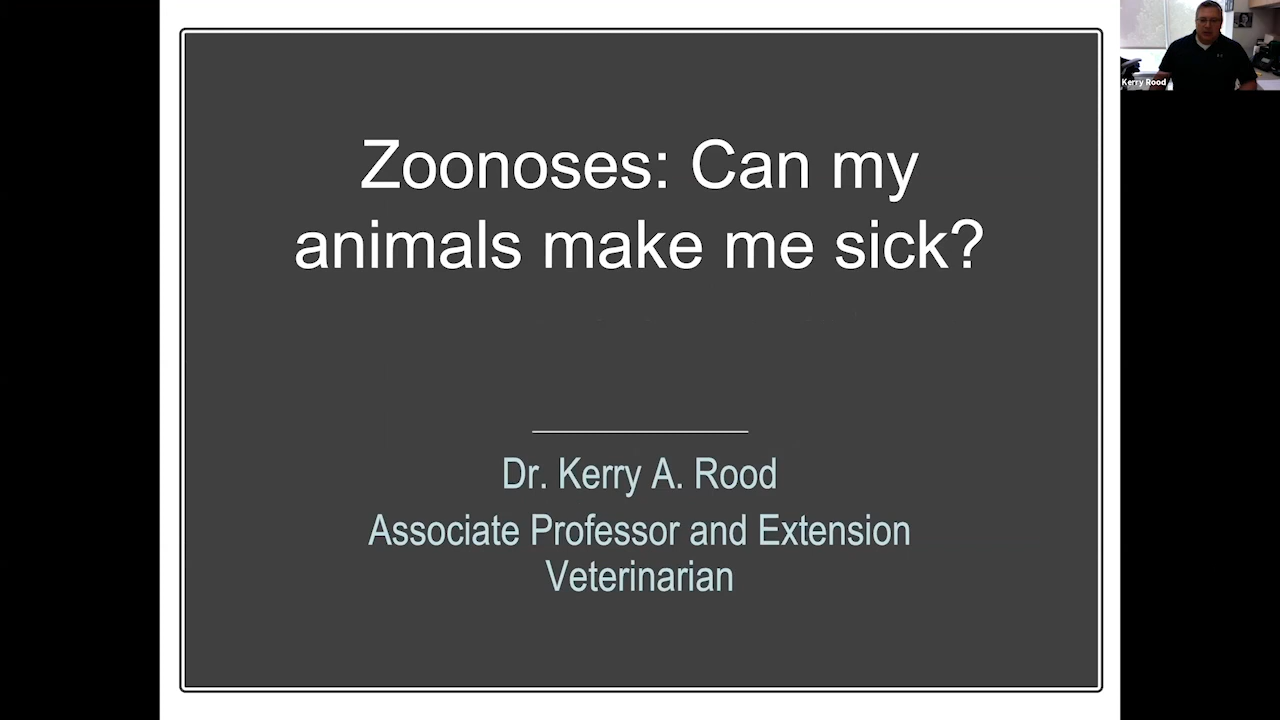 Zoonoses: Can my
animals make me sick?
Dr. Kerry A. Rood
Associate Professor and Extension
Veterinarian
Kerry Rood